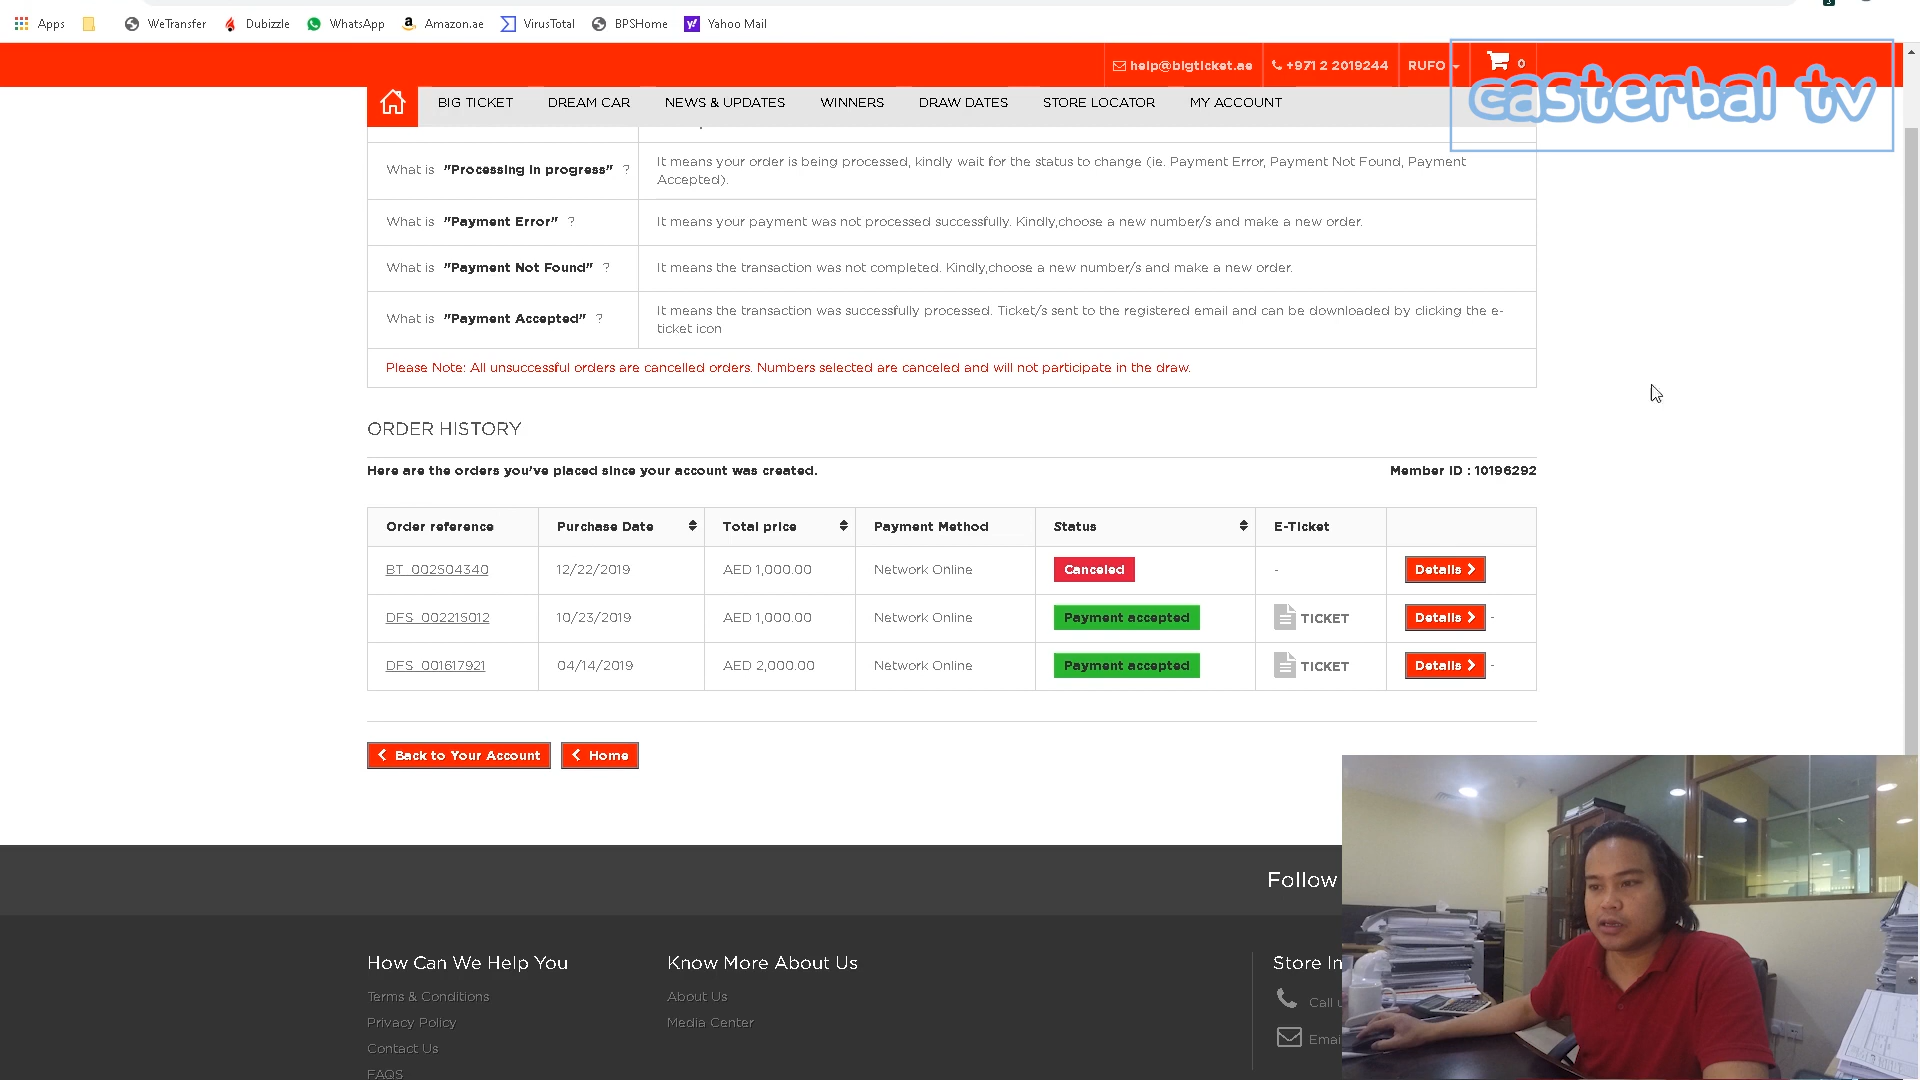 Apps
WeTransfer
Dubizzle
WhatsApp
Amazon.ae
VirusTotal
BPSHome
Yahoo Mail
help@bigticket.ae
+971 2 2019244
RUFO
0
casterbal tv
BIG TICKET
DREAM CAR
NEWS & UPDATES
WINNERS
DRAW DATES
STORE LOCATOR
MY ACCOUNT
What is "Processing in progress" ?
It means your order is being processed, kindly wait for the status to change (ie. Payment Error, Payment Not Found, Payment
Accepted).
What is "Payment Error" ?
It means your payment was not processed successfully. Kindly,choose a new number/s and make a new order.
What is "Payment Not Found" ?
It means the transaction was not completed. Kindly,choose a new number/s and make a new order.
What is "Payment Accepted" ?
It means the transaction was successfully processed. Ticket/s sent to the registered email and can be downloaded by clicking the e-
ticket icon
Please Note: All unsuccessful orders are cancelled orders. Numbers selected are canceled and will not participate in the draw.
ORDER HISTORY
Here are the orders you've placed since your account was created.
Member ID : 10196292
Order reference Purchase Date Total price Payment Method Status E-Ticket
BT_002504340 12/22/2019 AED 1,000.00 Network Online Canceled - Details
DFS_002215012 10/23/2019 AED 1,000.00 Network Online Payment accepted TICKET Details -
DFS_001617921 04/14/2019 AED 2,000.00 Network Online Payment accepted TICKET Details -
Back to Your Account
Home
Follow
How Can We Help You
Terms & Conditions
Privacy Policy
Contact Us
FAQS
Know More About Us
About Us
Media Center
Store In
Call u
Emai